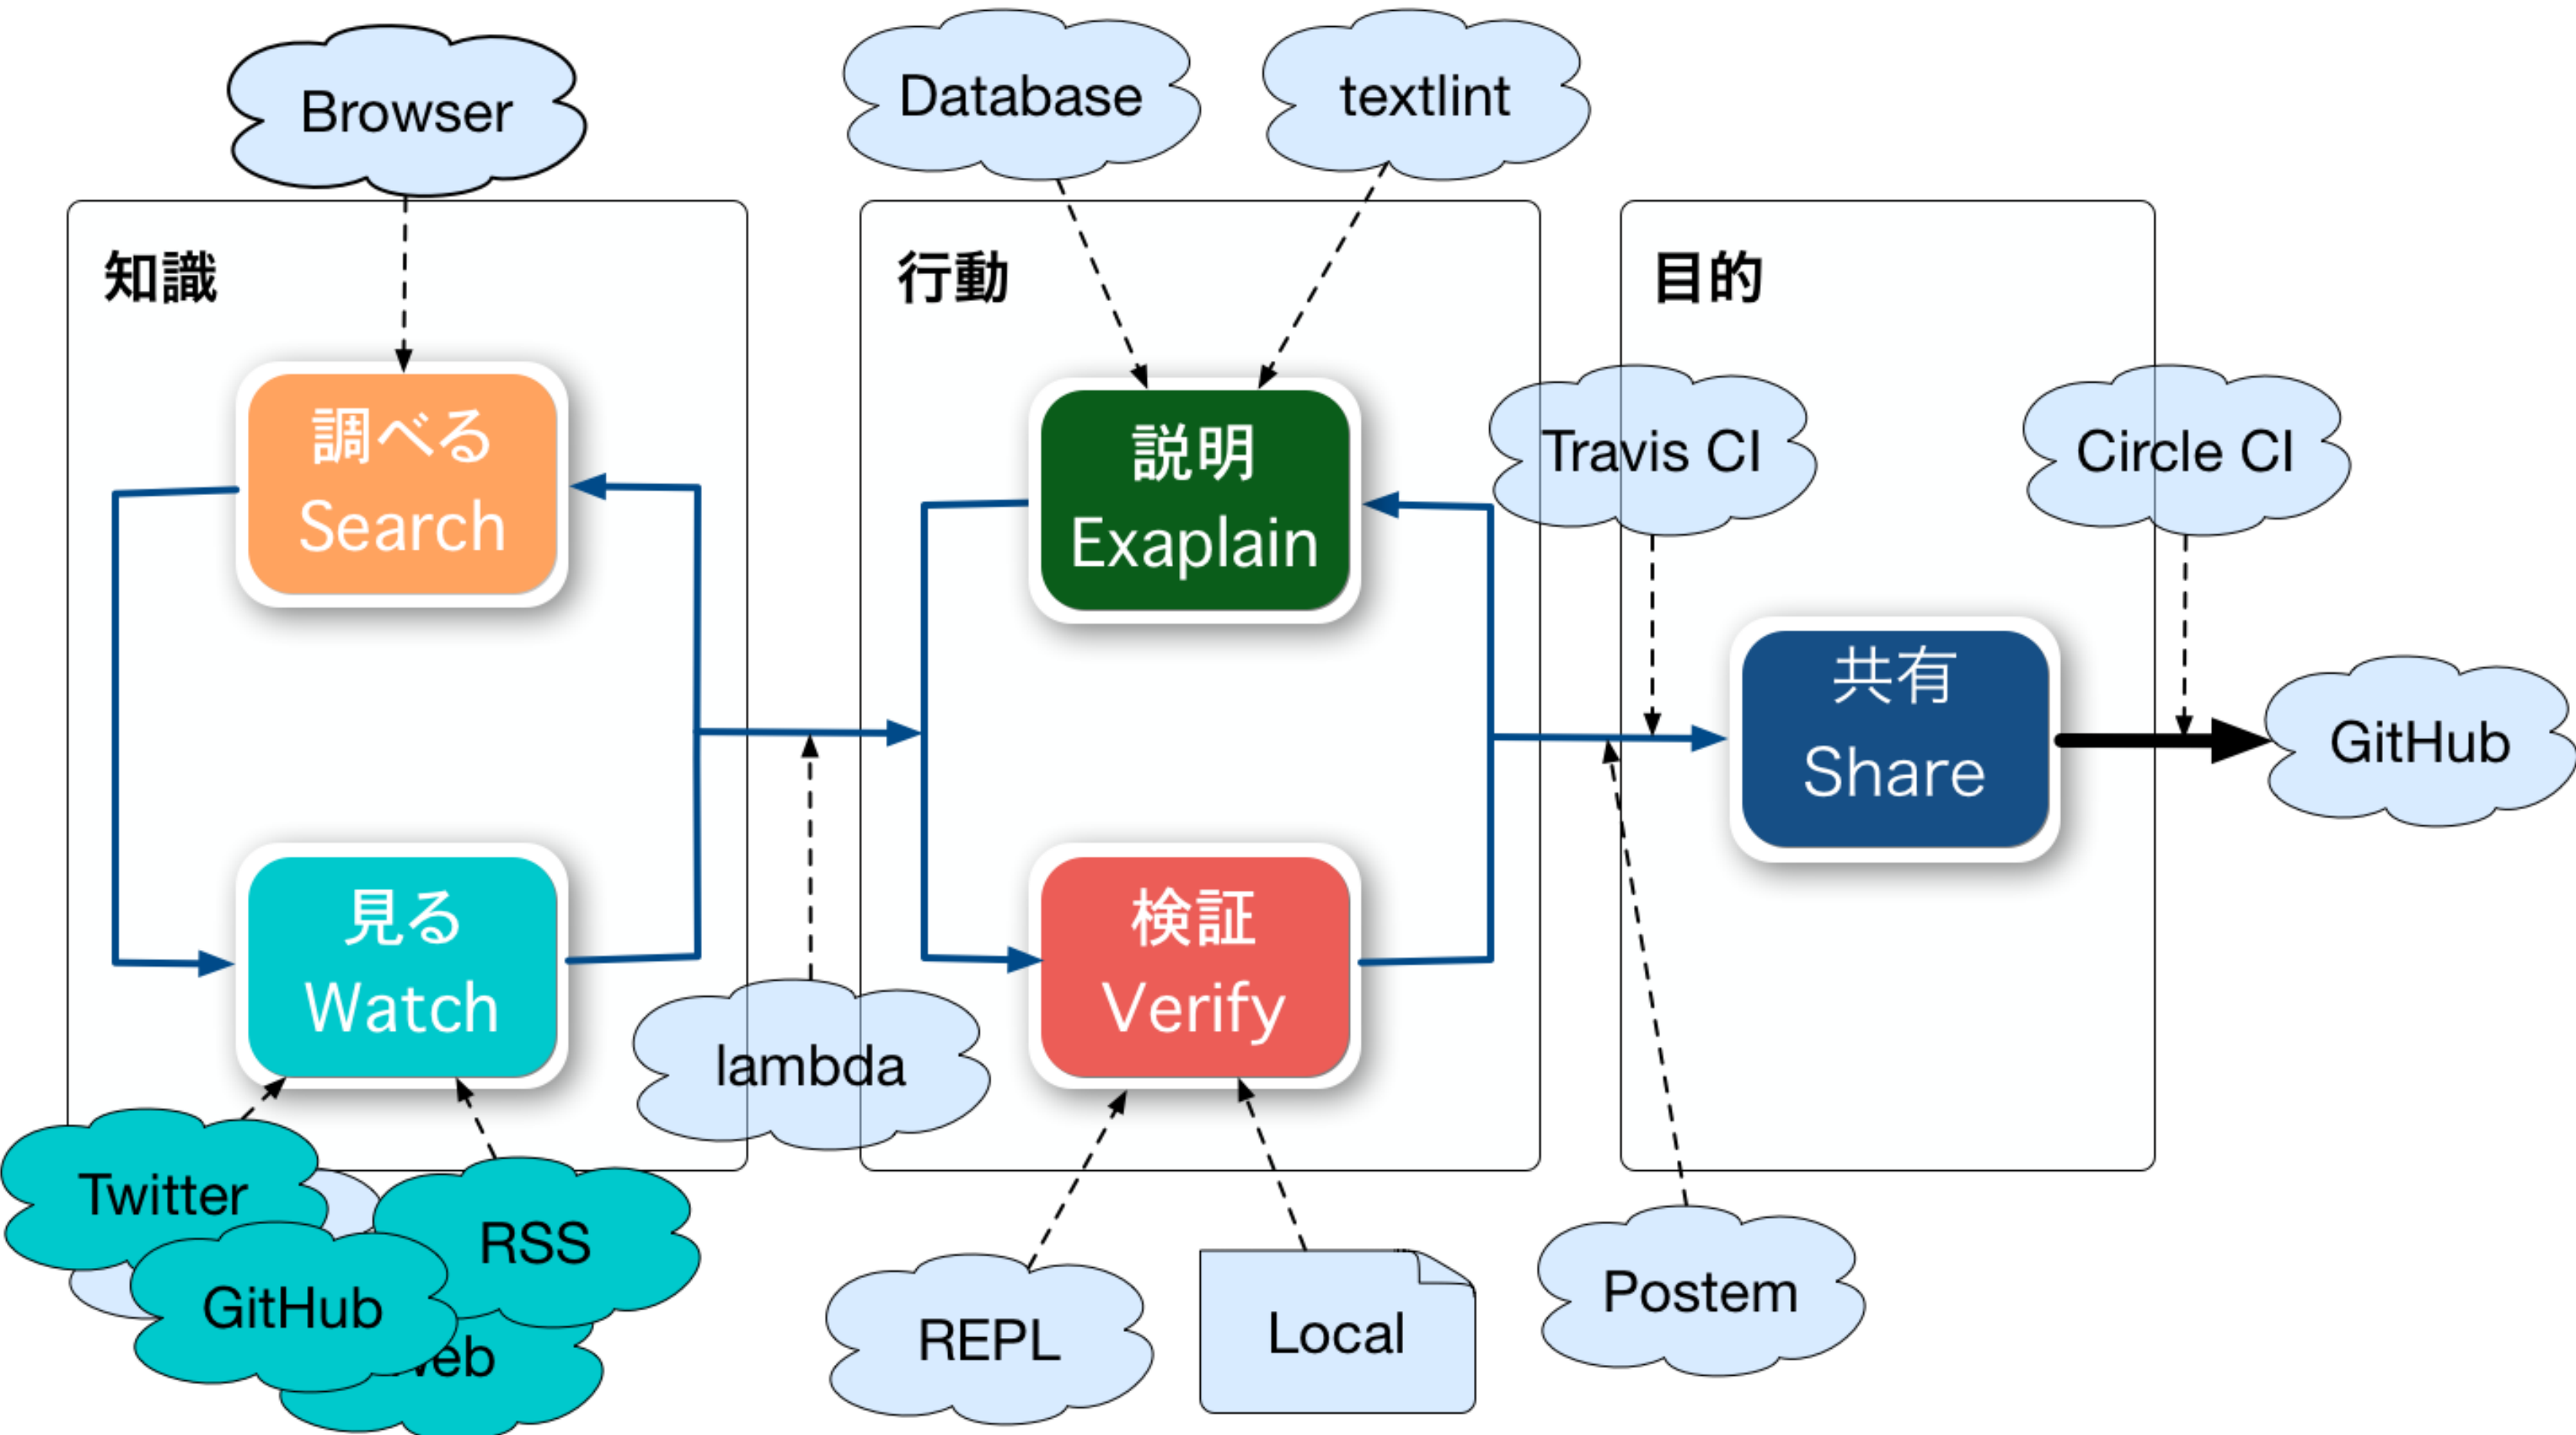 Browser
Database
textlint
知識
行動
目的
調べる
Search
説明
Exaplain
Travis CI
Circle CI
共有
Share
GitHub
見る
Watch
検証
Verify
lambda
Twitter
RSS
GitHub
REPL
Local
Postem